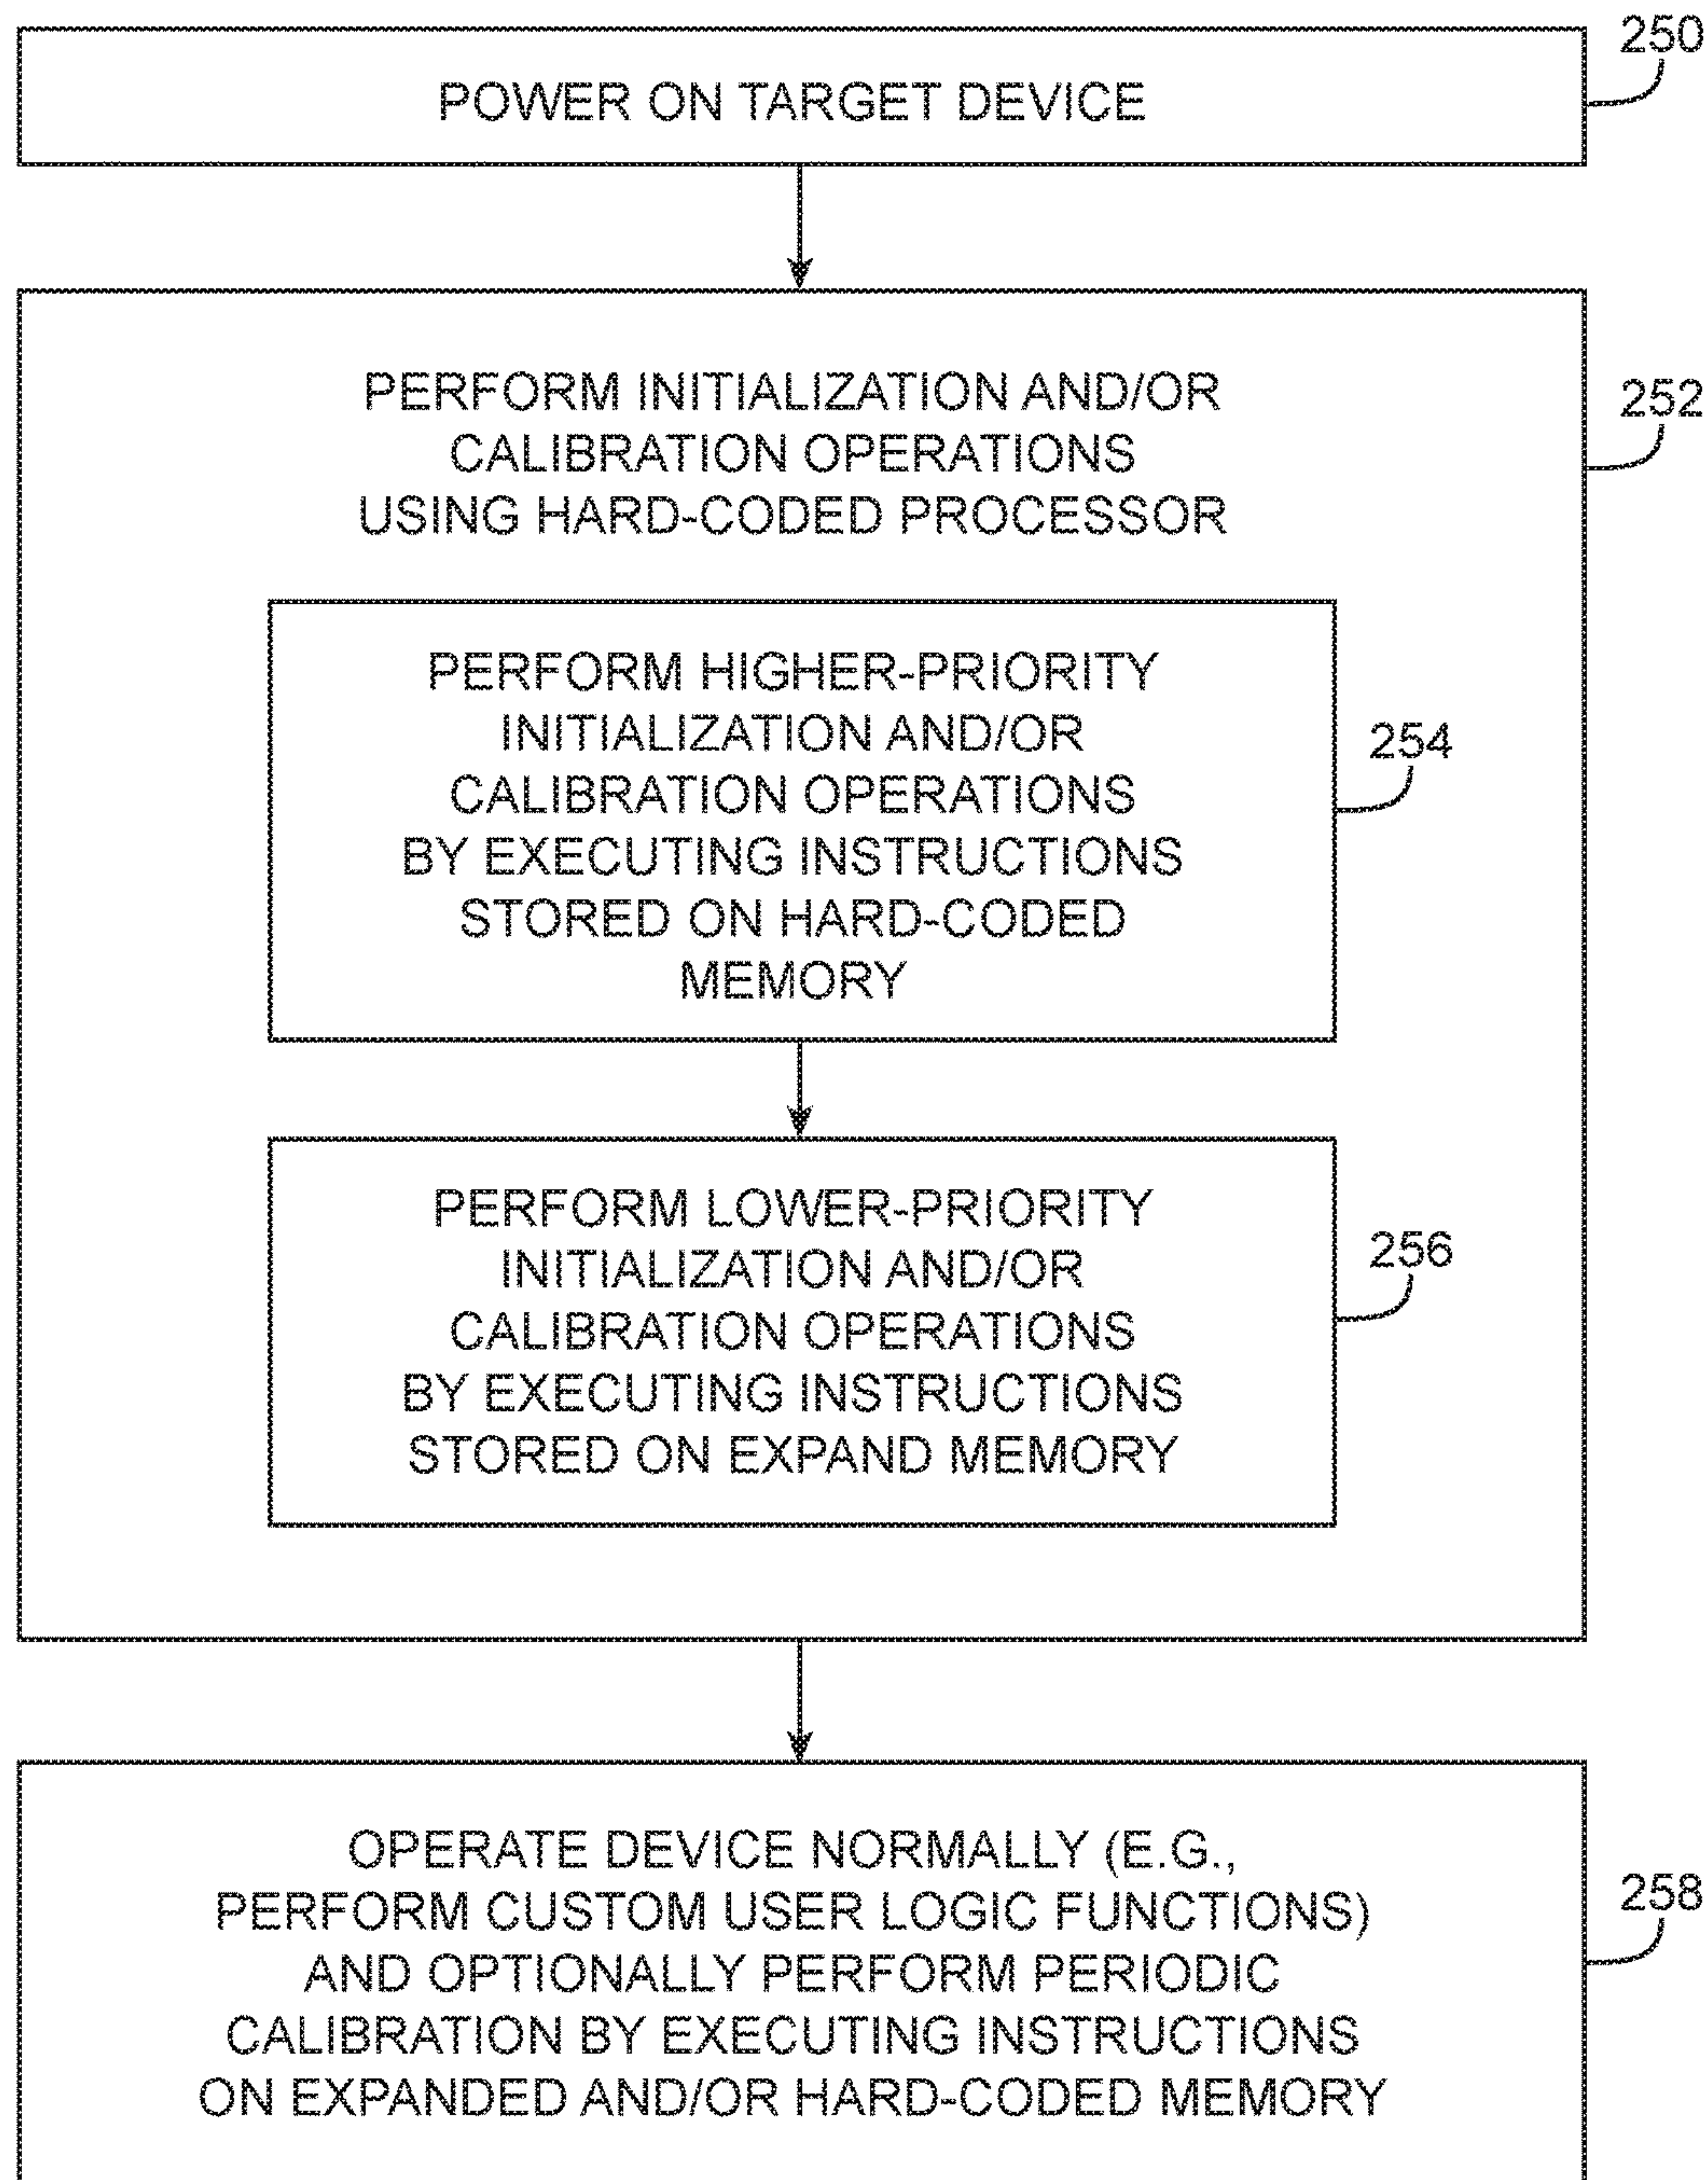 250
POWER ON TARGET DEVICE
252
PERFORM INITIALIZATION AND/OR
CALIBRATION OPERATIONS
USING HARD-CODED PROCESSOR
254
PERFORM HIGHER-PRIORITY
INITIALIZATION AND/OR
CALIBRATION OPERATIONS
BY EXECUTING INSTRUCTIONS
STORED ON HARD-CODED
MEMORY
256
PERFORM LOWER-PRIORITY
INITIALIZATION AND/OR
CALIBRATION OPERATIONS
BY EXECUTING INSTRUCTIONS
STORED ON EXPAND MEMORY
258
OPERATE DEVICE NORMALLY (E.G.,
PERFORM CUSTOM USER LOGIC FUNCTIONS)
AND OPTIONALLY PERFORM PERIODIC
CALIBRATION BY EXECUTING INSTRUCTIONS
ON EXPANDED AND/OR HARD-CODED MEMORY